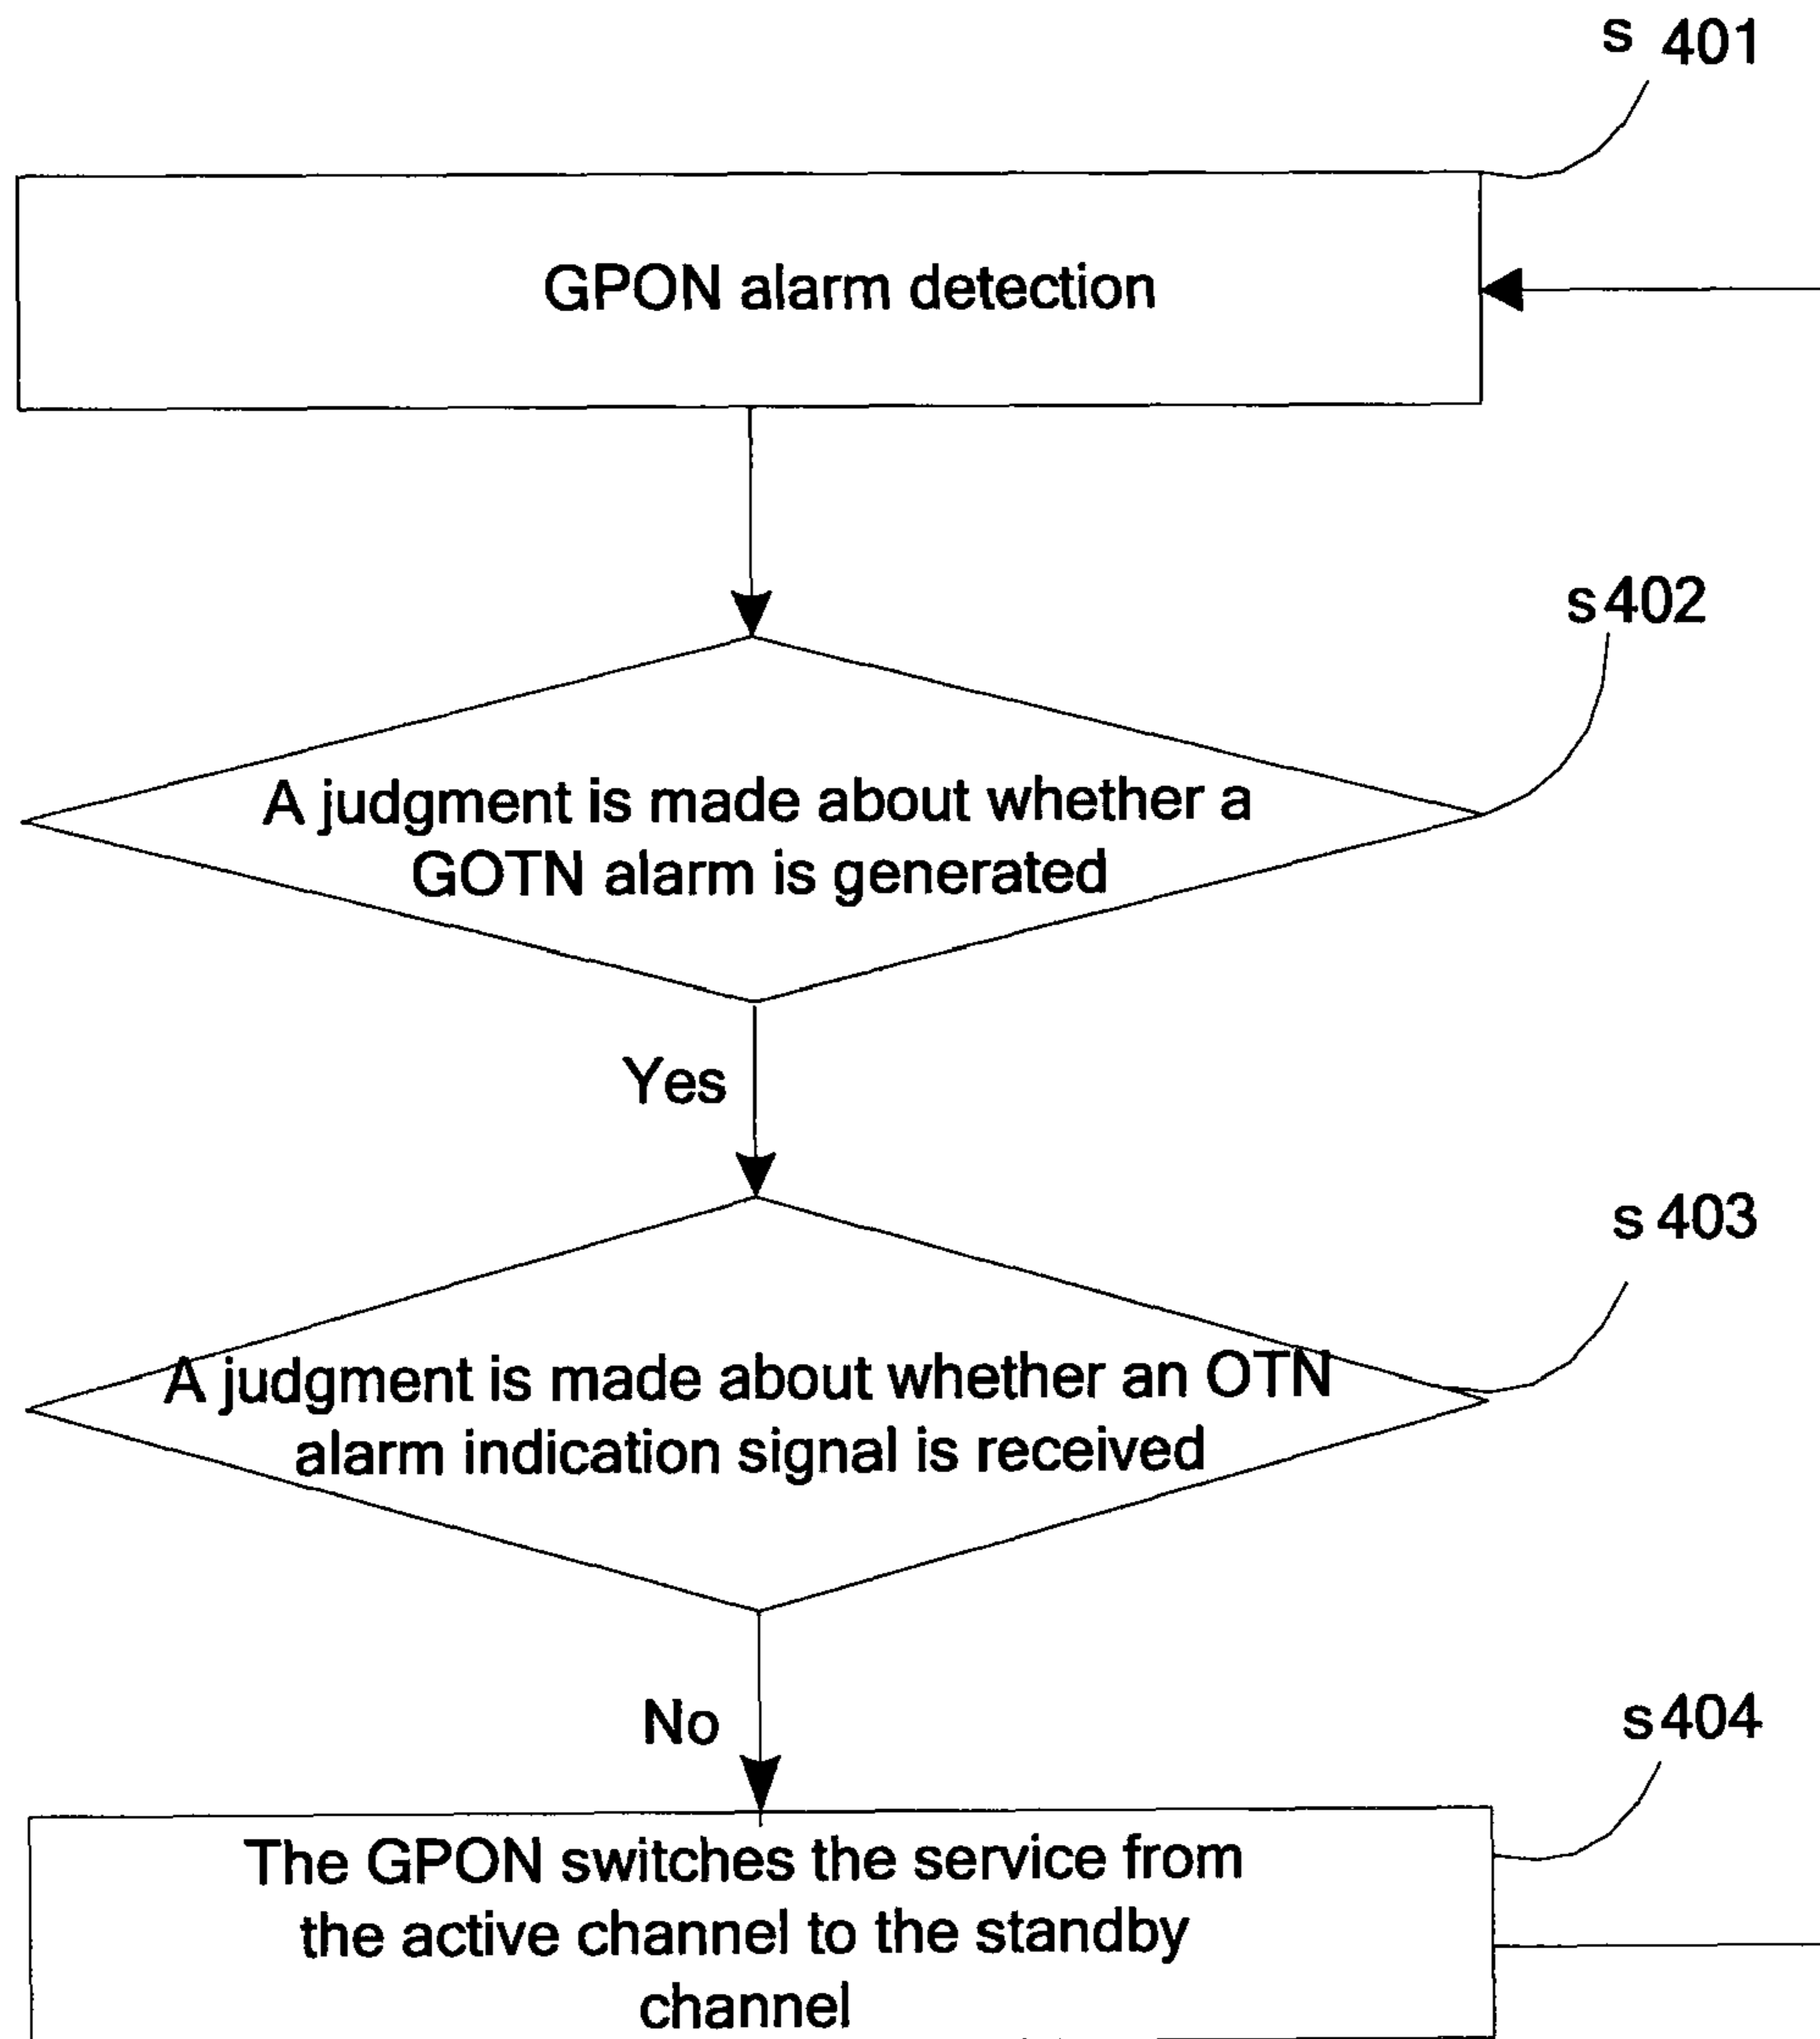 s 401
GPON alarm detection
s402
A judgment is made about whether a
GOTN alarm is generated
Yes
s 403
A judgment is made about whether an OTN
alarm indication signal is received
No
s404
The GPON switches the service from
the active channel to the standby
channel